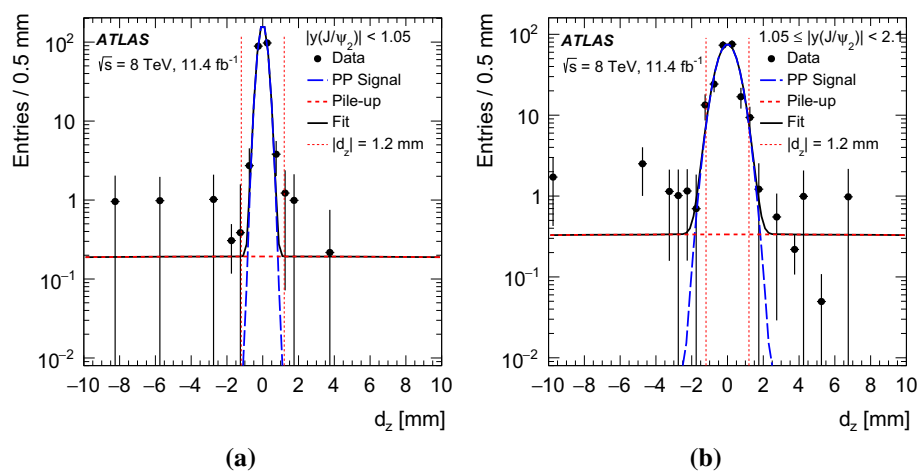 ATLAS
√s = 8 TeV, 11.4 fb⁻¹
|y(J/ψ₂)| < 1.05
Data
PP Signal
Pile-up
Fit
|d_z| = 1.2 mm
Entries / 0.5 mm
10²
10
1
10⁻¹
10⁻²
−10 −8 −6 −4 −2 0 2 4 6 8 10
d_z [mm]
(a)
ATLAS
√s = 8 TeV, 11.4 fb⁻¹
1.05 ≤ |y(J/ψ₂)| < 2.1
Data
PP Signal
Pile-up
Fit
|d_z| = 1.2 mm
Entries / 0.5 mm
10²
10
1
10⁻¹
10⁻²
−10 −8 −6 −4 −2 0 2 4 6 8 10
d_z [mm]
(b)